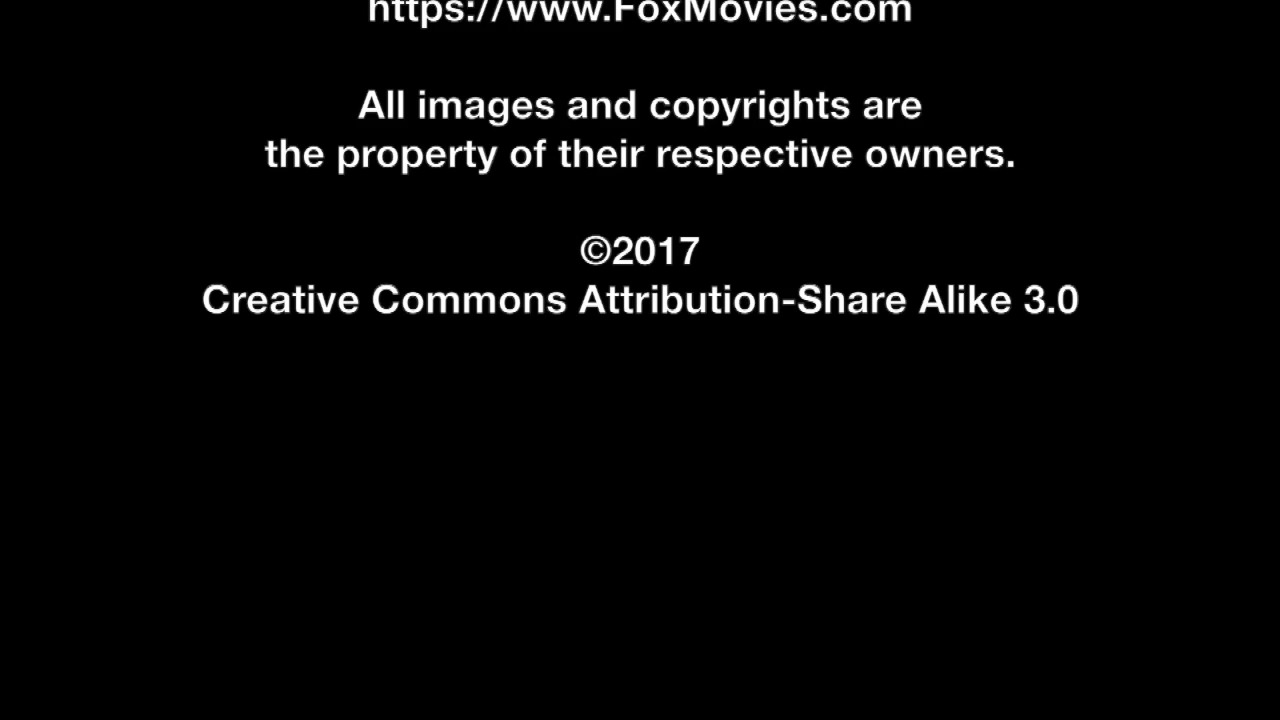 https://www.FoxMovies.com
All images and copyrights are
the property of their respective owners.
©2017
Creative Commons Attribution-Share Alike 3.0